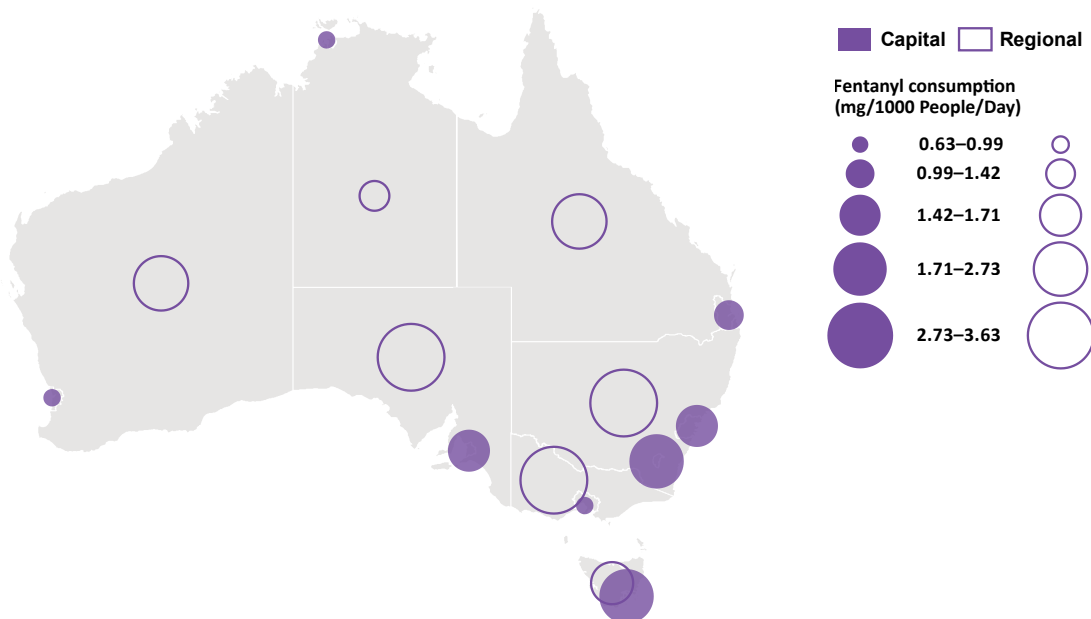 Capital Regional
Fentanyl consumption
(mg/1000 People/Day)
0.63–0.99
0.99–1.42
1.42–1.71
1.71–2.73
2.73–3.63